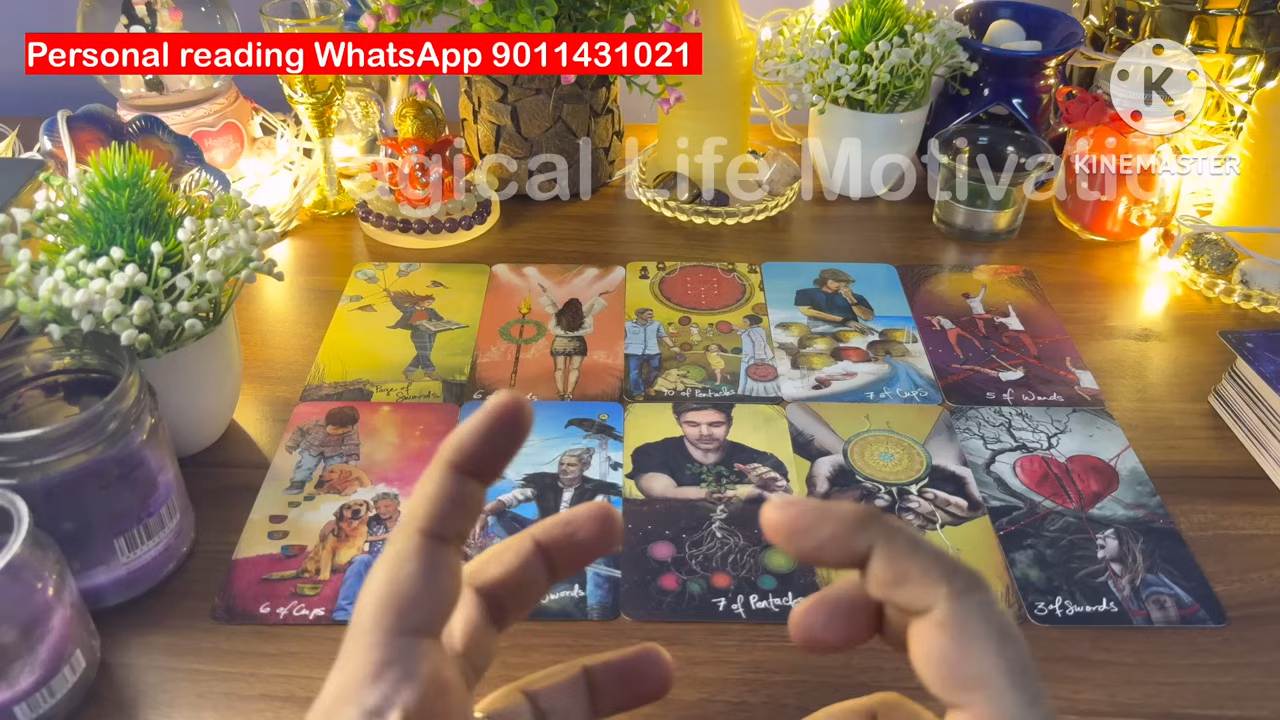 Personal reading WhatsApp 9011431021
Life
K
KINEMASTER
Page of
Swords
10 of Pentacles
7 of Cups
5 of Wands
6 of Cups
7 of Pentacles
3 of Swords